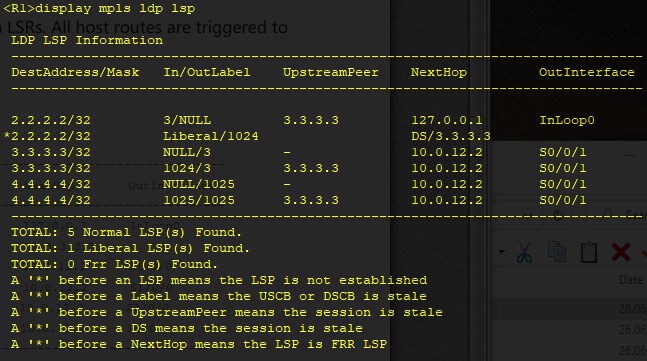 <R1>display mpls ldp lsp
LSRs. All host routes are triggered to
LDP LSP Information
-------------------------------------------------------------------------------
DestAddress/Mask In/OutLabel UpstreamPeer NextHop OutInterface
-------------------------------------------------------------------------------
2.2.2.2/32 3/NULL 3.3.3.3 127.0.0.1 InLoop0
*2.2.2.2/32 Liberal/1024 DS/3.3.3.3
3.3.3.3/32 NULL/3 - 10.0.12.2 S0/0/1
3.3.3.3/32 1024/3 3.3.3.3 10.0.12.2 S0/0/1
4.4.4.4/32 NULL/1025 - 10.0.12.2 S0/0/1
4.4.4.4/32 1025/1025 3.3.3.3 10.0.12.2 S0/0/1
-------------------------------------------------------------------------------
TOTAL: 5 Normal LSP(s) Found.
TOTAL: 1 Liberal LSP(s) Found.
TOTAL: 0 Frr LSP(s) Found.
A '*' before an LSP means the LSP is not established
A '*' before a Label means the USCB or DSCB is stale
A '*' before a UpstreamPeer means the session is stale
A '*' before a DS means the session is stale
A '*' before a NextHop means the LSP is FRR LSP
Date
28.06
26.06
26.06